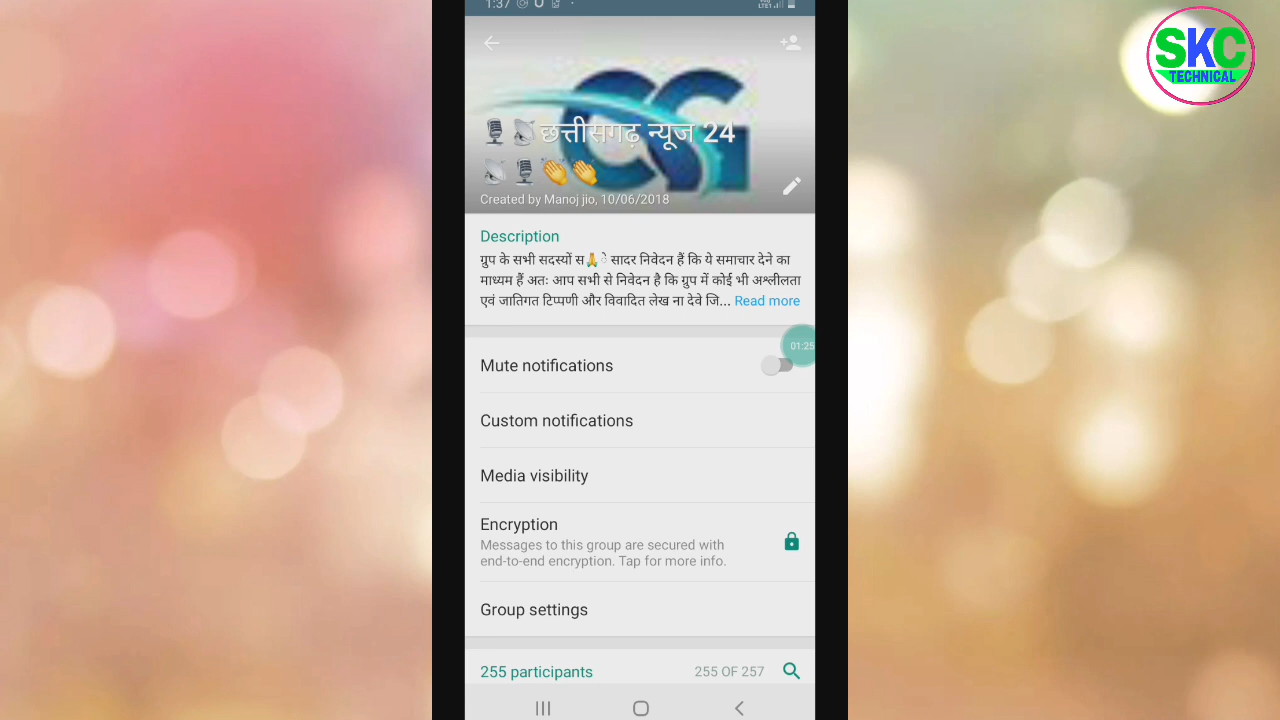 1:37
SKC
TECHNICAL
🎙️📡छत्तीसगढ़ न्यूज 24
📡🎙️👏👏
Created by Manoj jio, 10/06/2018
Description
ग्रुप के सभी सदस्यों स🙏े सादर निवेदन हैं कि ये समाचार देने का
माध्यम हैं अतः आप सभी से निवेदन है कि ग्रुप में कोई भी अश्लीलता
एवं जातिगत टिप्पणी और विवादित लेख ना देवे जि... Read more
01:25
Mute notifications
Custom notifications
Media visibility
Encryption
Messages to this group are secured with
end-to-end encryption. Tap for more info.
Group settings
255 participants 255 OF 257